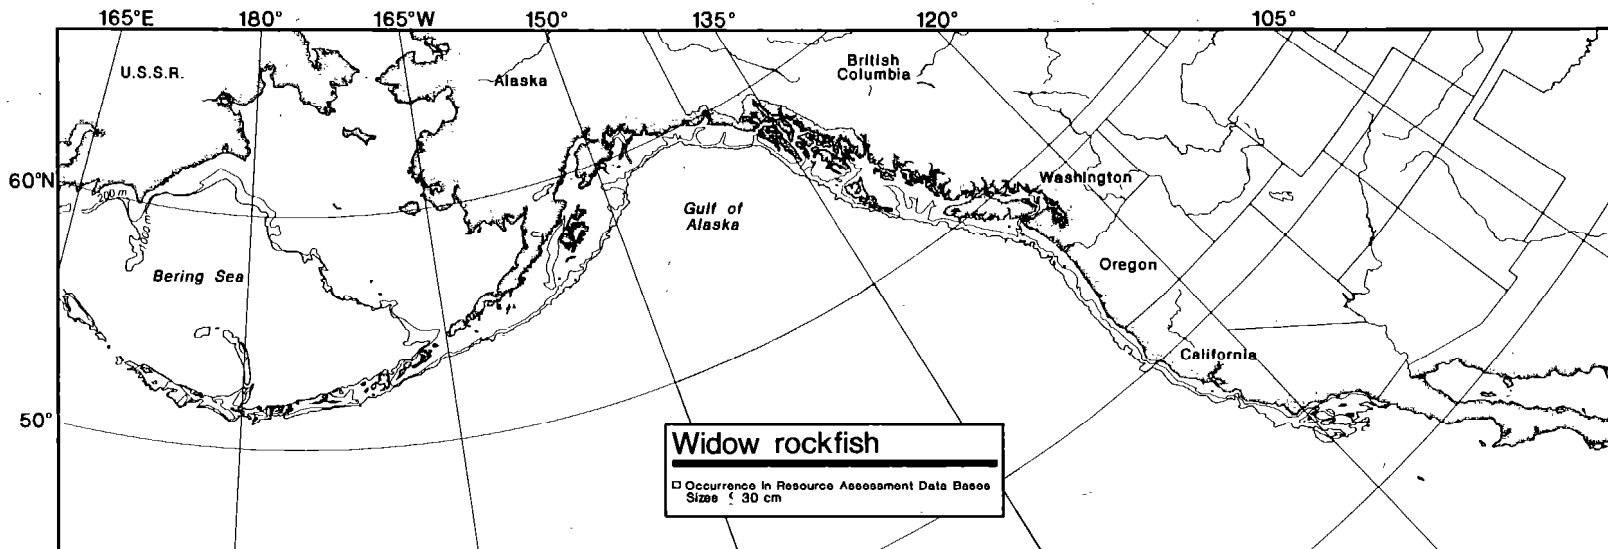 165°E 180° 165°W 150° 135° 120° 105°
U.S.S.R.
Alaska
British
Columbia
60°N
200 m
Washington
Gulf of
Alaska
Bering Sea
Oregon
California
50°
Widow rockfish
Occurrence in Resource Assessment Data Bases
Sizes 30 cm